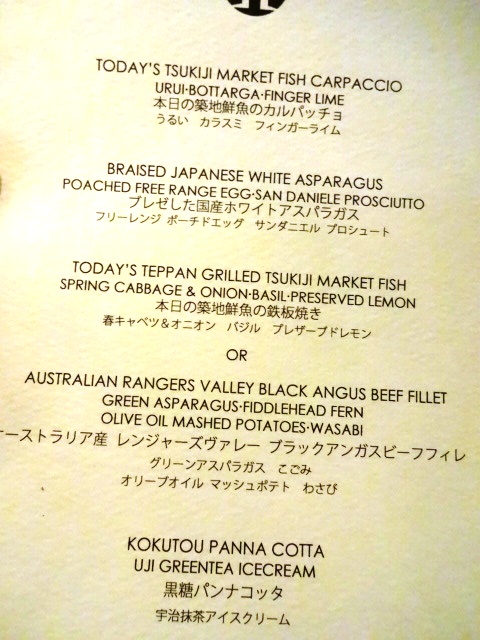 TODAY'S TSUKIJI MARKET FISH CARPACCIO
URUI·BOTTARGA·FINGER LIME
本日の築地鮮魚のカルパッチョ
うるい カラスミ フィンガーライム
BRAISED JAPANESE WHITE ASPARAGUS
POACHED FREE RANGE EGG·SAN DANIELE PROSCIUTTO
ブレゼした国産ホワイトアスパラガス
フリーレンジ ポーチドエッグ サンダニエル プロシュート
TODAY'S TEPPAN GRILLED TSUKIJI MARKET FISH
SPRING CABBAGE & ONION·BASIL·PRESERVED LEMON
本日の築地鮮魚の鉄板焼き
春キャベツ&オニオン バジル プレザーブドレモン
OR
AUSTRALIAN RANGERS VALLEY BLACK ANGUS BEEF FILLET
GREEN ASPARAGUS·FIDDLEHEAD FERN
OLIVE OIL MASHED POTATOES·WASABI
ーストラリア産 レンジャーズヴァレー ブラックアンガスビーフフィレ
グリーンアスパラガス こごみ
オリーブオイル マッシュポテト わさび
KOKUTOU PANNA COTTA
UJI GREENTEA ICECREAM
黒糖パンナコッタ
宇治抹茶アイスクリーム